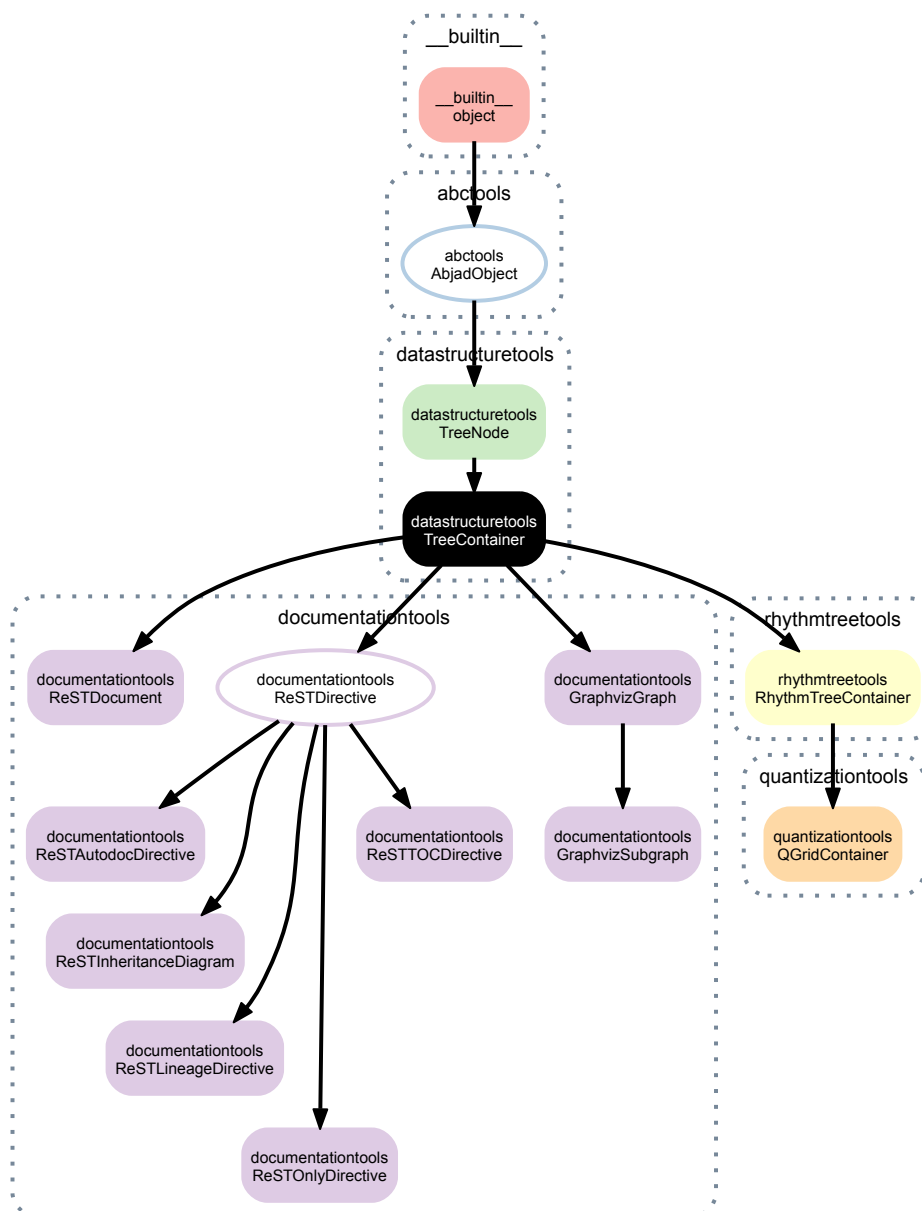 __builtin__
__builtin__
object
abctools
abctools
AbjadObject
datastructuretools
datastructuretools
TreeNode
datastructuretools
TreeContainer
documentationtools
rhythmtreetools
documentationtools
ReSTDocument
documentationtools
ReSTDirective
documentationtools
GraphvizGraph
rhythmtreetools
RhythmTreeContainer
quantizationtools
documentationtools
ReSTAutodocDirective
documentationtools
ReSTTOCDirective
documentationtools
GraphvizSubgraph
quantizationtools
QGridContainer
documentationtools
ReSTInheritanceDiagram
documentationtools
ReSTLineageDirective
documentationtools
ReSTOnlyDirective